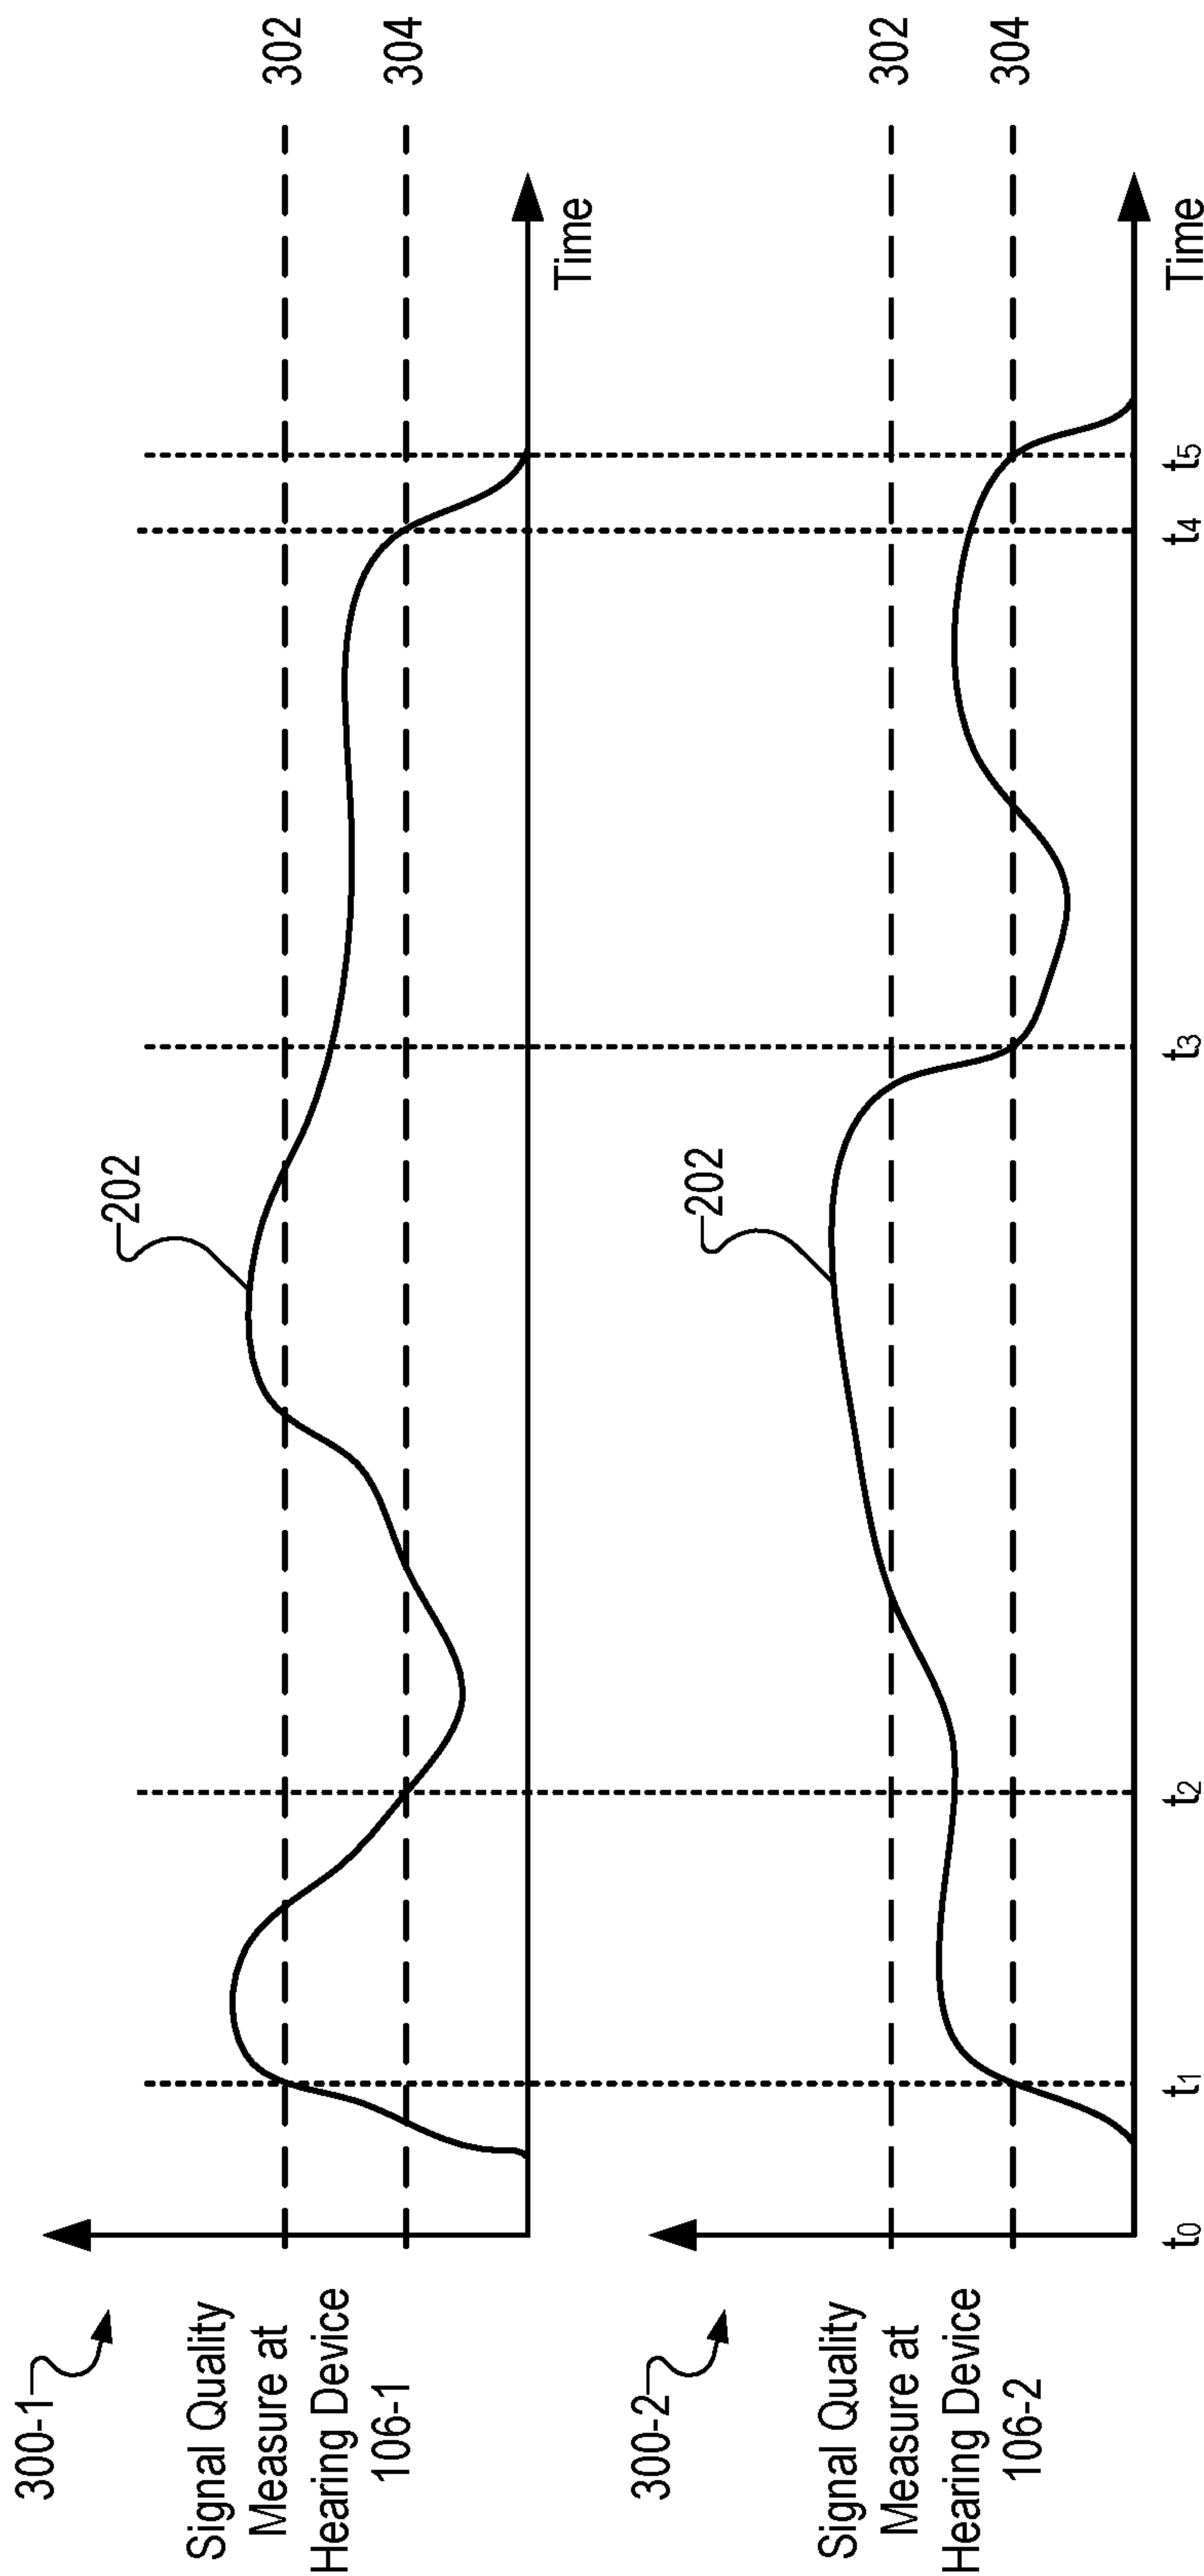 300-1
Signal Quality
Measure at
Hearing Device
106-1
202
302
304
Time
300-2
Signal Quality
Measure at
Hearing Device
106-2
202
302
304
t0
t1
t2
t3
t4
t5
Time